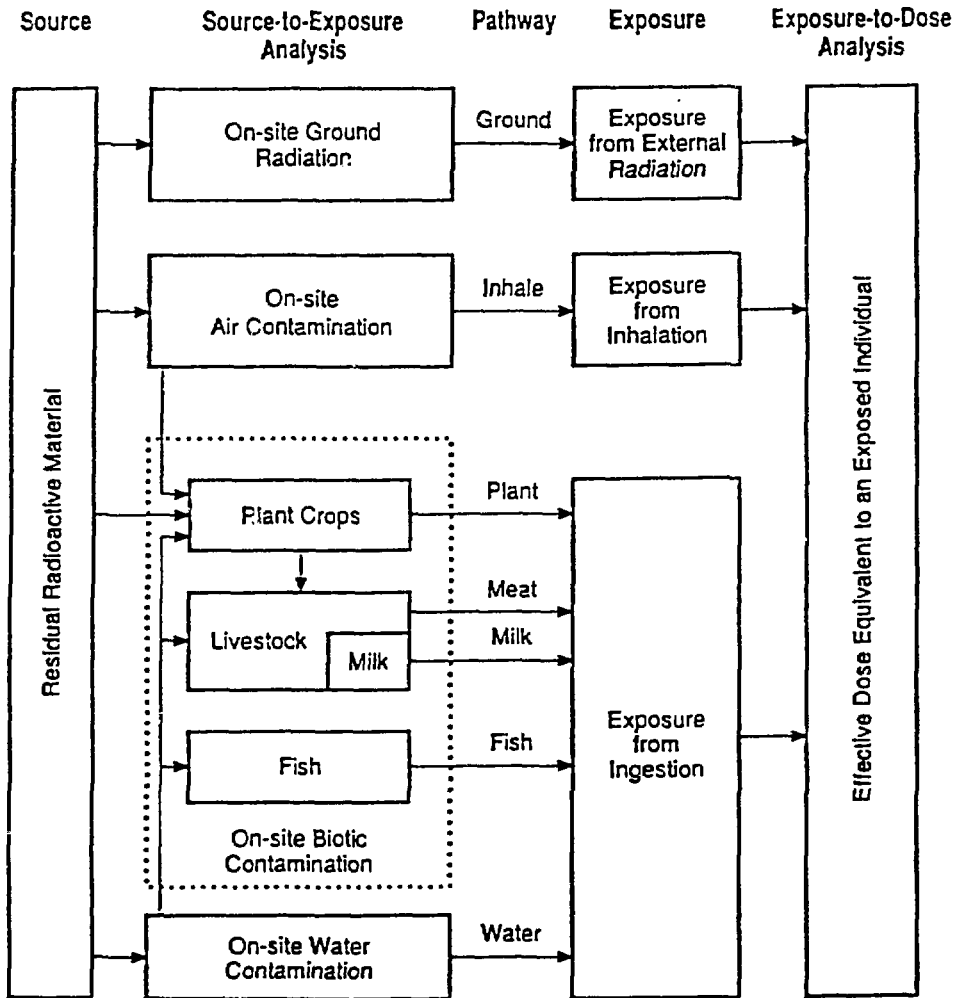 Source
Source-to-Exposure
Analysis
Pathway
Exposure
Exposure-to-Dose
Analysis
Residual Radioactive Material
On-site Ground
Radiation
Ground
Exposure
from External
Radiation
On-site
Air Contamination
Inhale
Exposure
from
Inhalation
Plant Crops
Plant
Livestock
Milk
Meat
Milk
Fish
Fish
On-site Biotic
Contamination
Exposure
from
Ingestion
On-site Water
Contamination
Water
Effective Dose Equivalent to an Exposed Individual